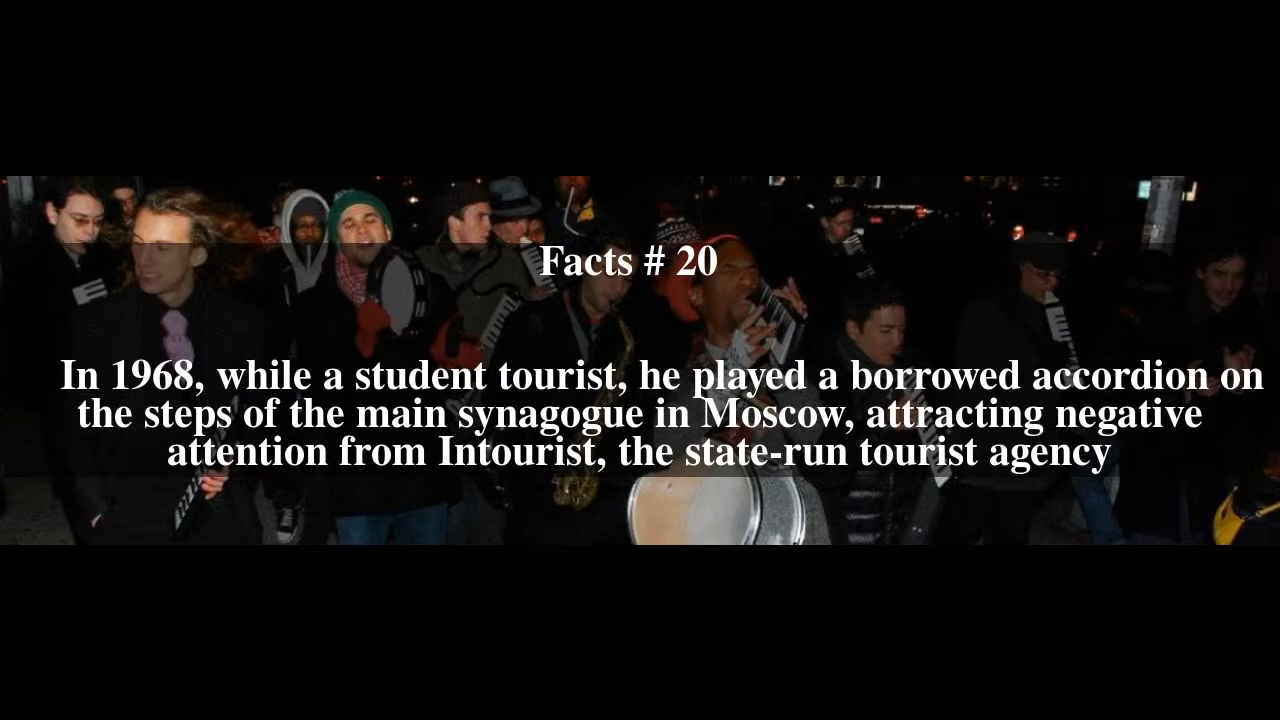 Facts # 20
In 1968, while a student tourist, he played a borrowed accordion on
the steps of the main synagogue in Moscow, attracting negative
attention from Intourist, the state-run tourist agency